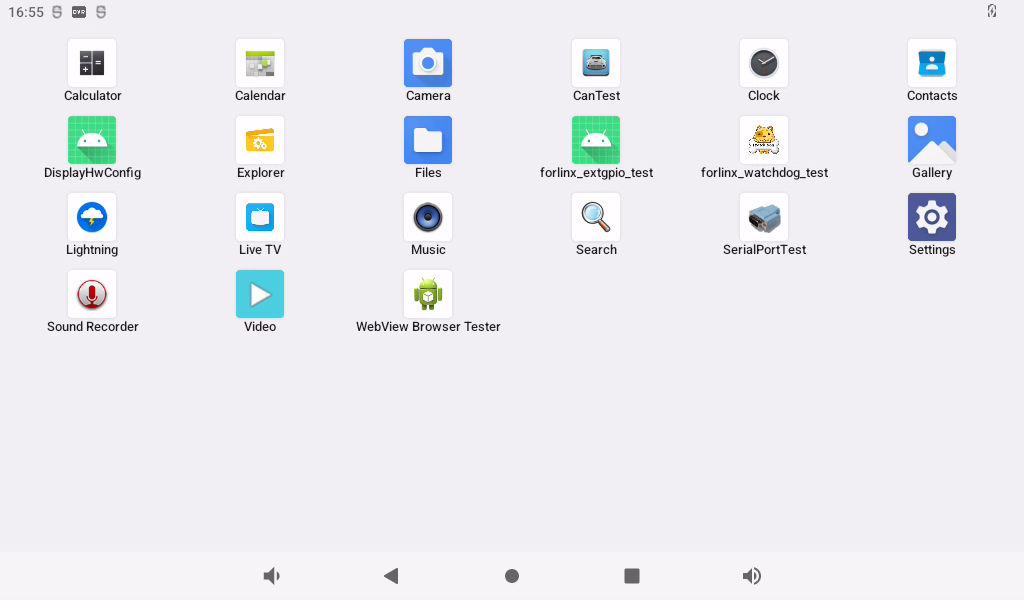 16:55 DVR
Calculator
Calendar
Camera
CanTest
Clock
Contacts
DisplayHwConfig
Explorer
Files
forlinx_extgpio_test
forlinx_watchdog_test
Gallery
Lightning
Live TV
Music
Search
SerialPortTest
Settings
Sound Recorder
Video
WebView Browser Tester